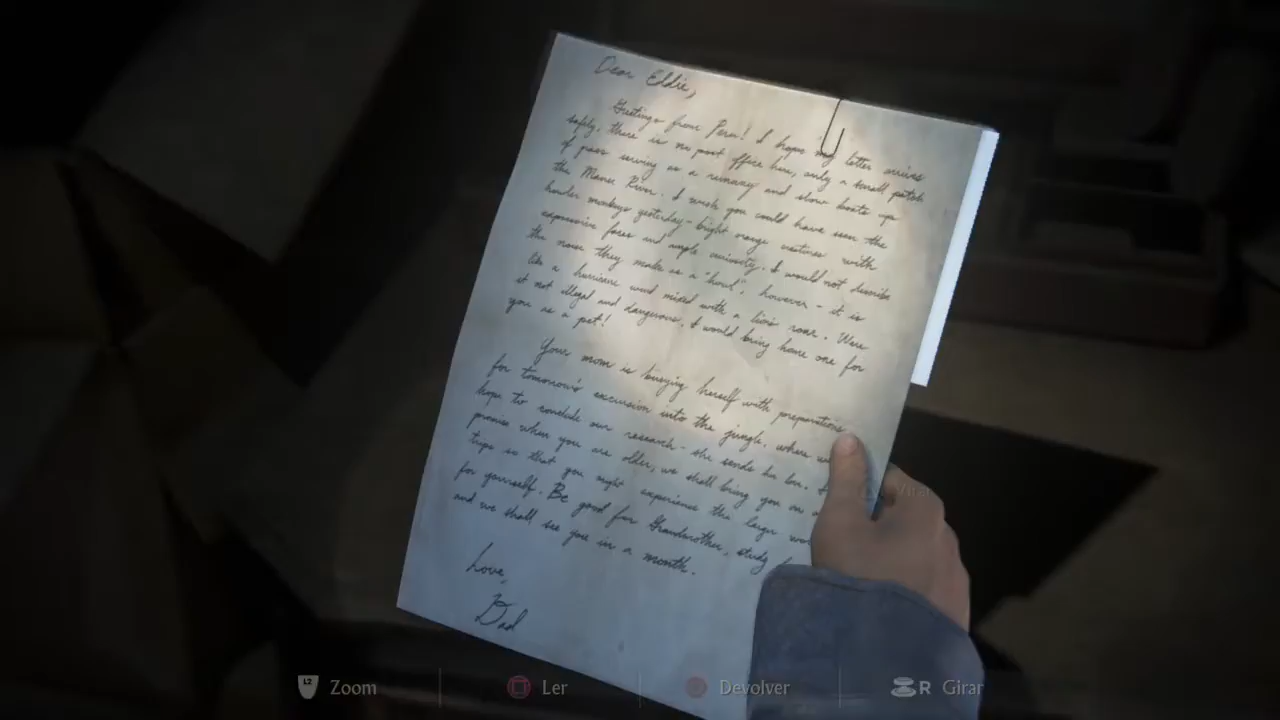 Dear Eddie,
Greetings from Peru! I hope my letter arrives
safely, there is no post office here, only a small patch
of grass serving as a runway and slow boats up
the Manu River. I wish you could have seen the
howler monkeys yesterday - bright orange creatures with
expressive faces and ample curiosity. I would not describe
the noise they make as a "howl", however - it is
like a hurricane wind mixed with a lion's roar. Were
it not illegal and dangerous, I would bring home one for
you as a pet!
Your mom is busying herself with preparations
for tomorrow's excursion into the jungle, where
hope to conclude our research - she sends her love. I
promise when you are older, we shall bring you on
trips so that you might experience the larger
for yourself. Be good for Grandmother, study
and we shall see you in a month.
Love,
Dad
Virar
L2 Zoom
Ler
Devolver
R Girar